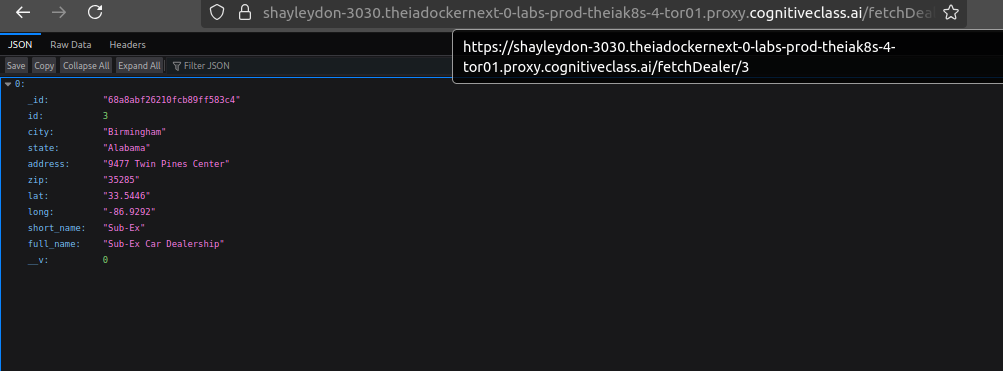 shayleydon-3030.theiadockernext-0-labs-prod-theiak8s-4-tor01.proxy.cognitiveclass.ai/fetchDeal
JSON Raw Data Headers
https://shayleydon-3030.theiadockernext-0-labs-prod-theiak8s-4-
tor01.proxy.cognitiveclass.ai/fetchDealer/3
Save Copy Collapse All Expand All Filter JSON
0:
_id: "68a8abf26210fcb89ff583c4"
id: 3
city: "Birmingham"
state: "Alabama"
address: "9477 Twin Pines Center"
zip: "35285"
lat: "33.5446"
long: "-86.9292"
short_name: "Sub-Ex"
full_name: "Sub-Ex Car Dealership"
__v: 0